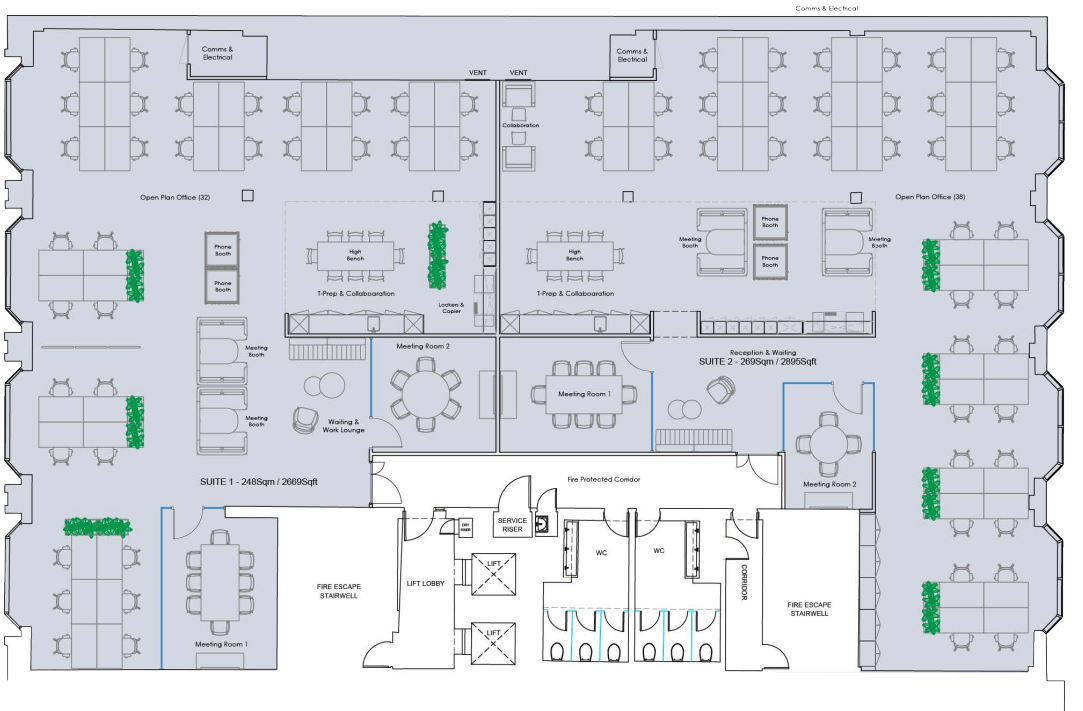 Comms & Electrical
Comms &
Electrical
Comms &
Electrical
VENT
VENT
Collaboration
Open Plan Office (32)
Open Plan Office (38)
Phone
Booth
Phone
Booth
High
Bench
T-Prep & Collaboaration
Lockers &
Copier
High
Bench
T-Prep & Collaboaration
Meeting
Booth
Phone
Booth
Phone
Booth
Meeting
Booth
Meeting
Booth
Meeting
Booth
Meeting Room 2
Waiting &
Work Lounge
Meeting Room 1
Reception & Waiting
SUITE 2 - 269Sqm / 2895Sqft
Meeting Room 2
SUITE 1 - 248Sqm / 2669Sqft
Fire Protected Corridor
Meeting Room 1
FIRE ESCAPE
STAIRWELL
LIFT LOBBY
DRY
RISER
SERVICE
RISER
LIFT
LIFT
WC
WC
CORRIDOR
FIRE ESCAPE
STAIRWELL